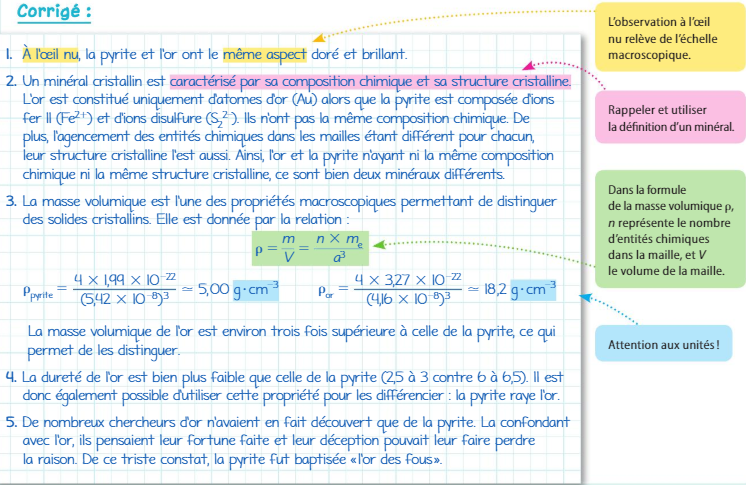 Corrigé :
1. À l'œil nu, la pyrite et l'or ont le même aspect doré et brillant.
2. Un minéral cristallin est caractérisé par sa composition chimique et sa structure cristalline.
L'or est constitué uniquement d'atomes d'or (Au) alors que la pyrite est composée d'ions
fer II (Fe²⁺) et d'ions disulfure (S₂²⁻). Ils n'ont pas la même composition chimique. De
plus, l'agencement des entités chimiques dans les mailles étant différent pour chacun,
leur structure cristalline l'est aussi. Ainsi, l'or et la pyrite n'ayant ni la même composition
chimique ni la même structure cristalline, ce sont bien deux minéraux différents.
3. La masse volumique est l'une des propriétés macroscopiques permettant de distinguer
des solides cristallins. Elle est donnée par la relation :
ρ = m/V = (n × mₑ)/a³
ρpyrite = (4 × 1,99 × 10⁻²²)/(5,42 × 10⁻⁸)³ ≃ 5,00 g·cm⁻³ ρor = (4 × 3,27 × 10⁻²²)/(4,16 × 10⁻⁸)³ ≃ 18,2 g·cm⁻³
La masse volumique de l'or est environ trois fois supérieure à celle de la pyrite, ce qui
permet de les distinguer.
4. La dureté de l'or est bien plus faible que celle de la pyrite (2,5 à 3 contre 6 à 6,5). Il est
donc également possible d'utiliser cette propriété pour les différencier : la pyrite raye l'or.
5. De nombreux chercheurs d'or n'avaient en fait découvert que de la pyrite. La confondant
avec l'or, ils pensaient leur fortune faite et leur déception pouvait leur faire perdre
la raison. De ce triste constat, la pyrite fut baptisée «l'or des fous».
L'observation à l'œil
nu relève de l'échelle
macroscopique.
Rappeler et utiliser
la définition d'un minéral.
Dans la formule
de la masse volumique ρ,
n représente le nombre
d'entités chimiques
dans la maille, et V
le volume de la maille.
Attention aux unités !